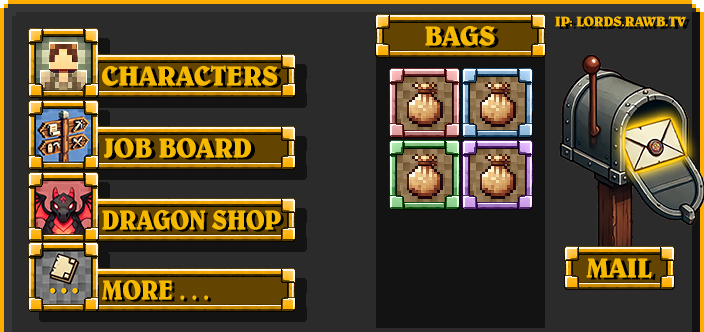 IP: LORDS.RAWB.TV
BAGS
CHARACTERS
JOB BOARD
DRAGON SHOP
MORE . . .
MAIL